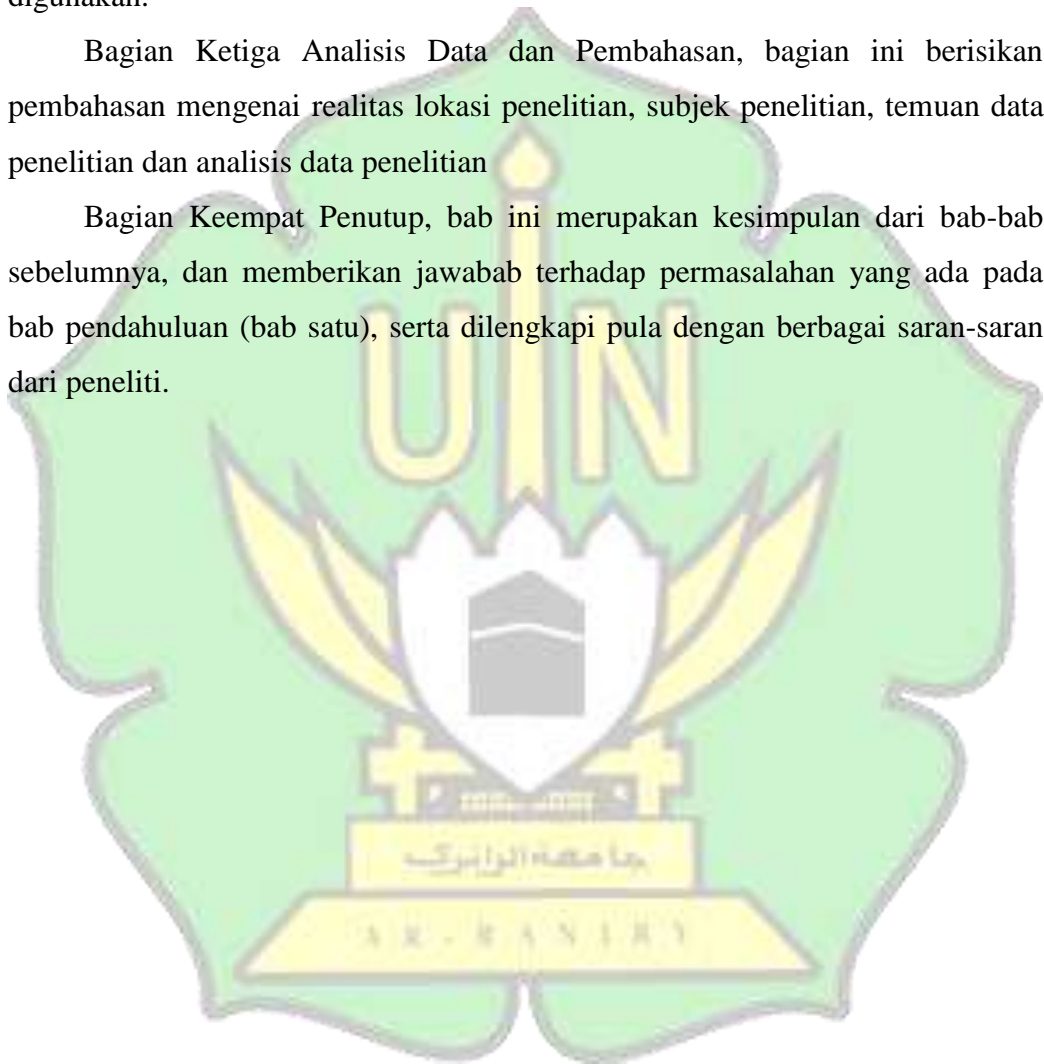 digunakan.
Bagian Ketiga Analisis Data dan Pembahasan, bagian ini berisikan
pembahasan mengenai realitas lokasi penelitian, subjek penelitian, temuan data
penelitian dan analisis data penelitian
Bagian Keempat Penutup, bab ini merupakan kesimpulan dari bab-bab
sebelumnya, dan memberikan jawabab terhadap permasalahan yang ada pada
bab pendahuluan (bab satu), serta dilengkapi pula dengan berbagai saran-saran
dari peneliti.
UIN
جامعة الرانيري
AR-RANIRY